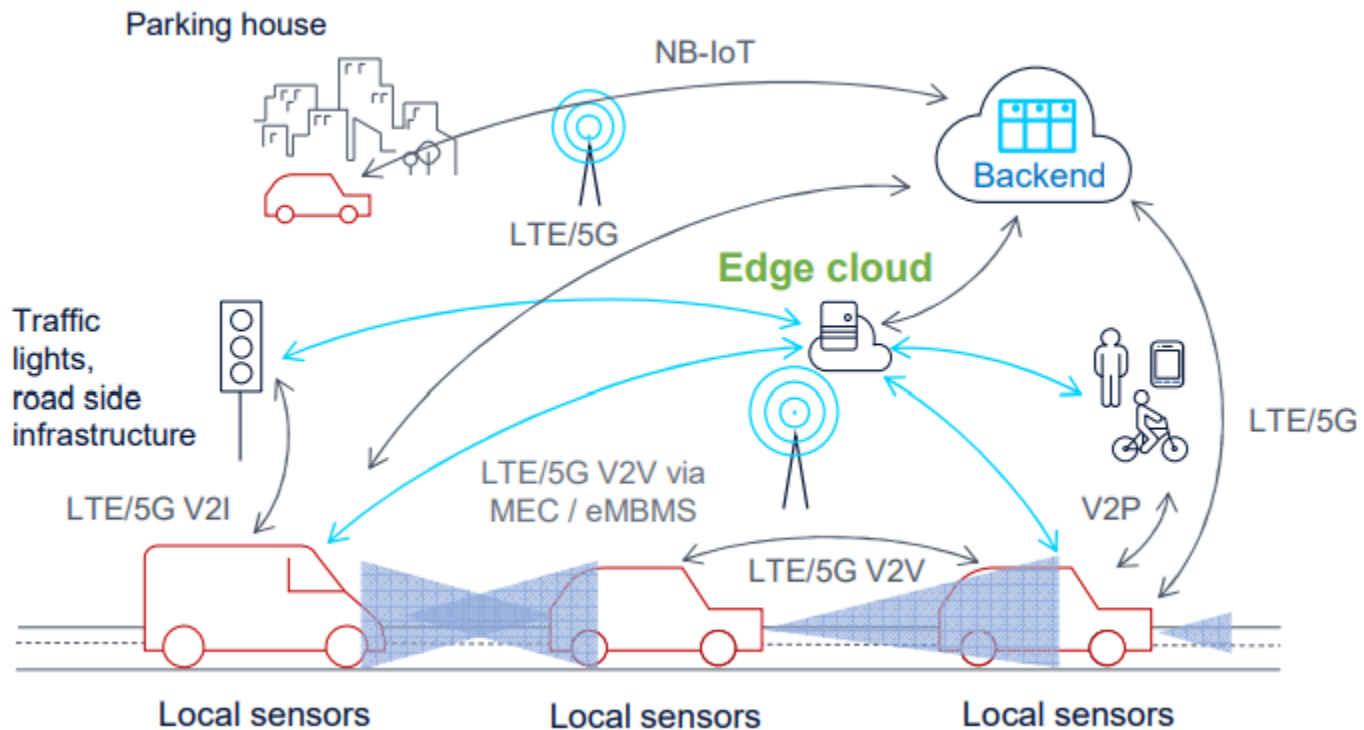 Parking house
NB-IoT
Backend
LTE/5G
Edge cloud
Traffic
lights,
road side
infrastructure
LTE/5G
LTE/5G V2I
LTE/5G V2V via
MEC / eMBMS
V2P
LTE/5G V2V
Local sensors
Local sensors
Local sensors